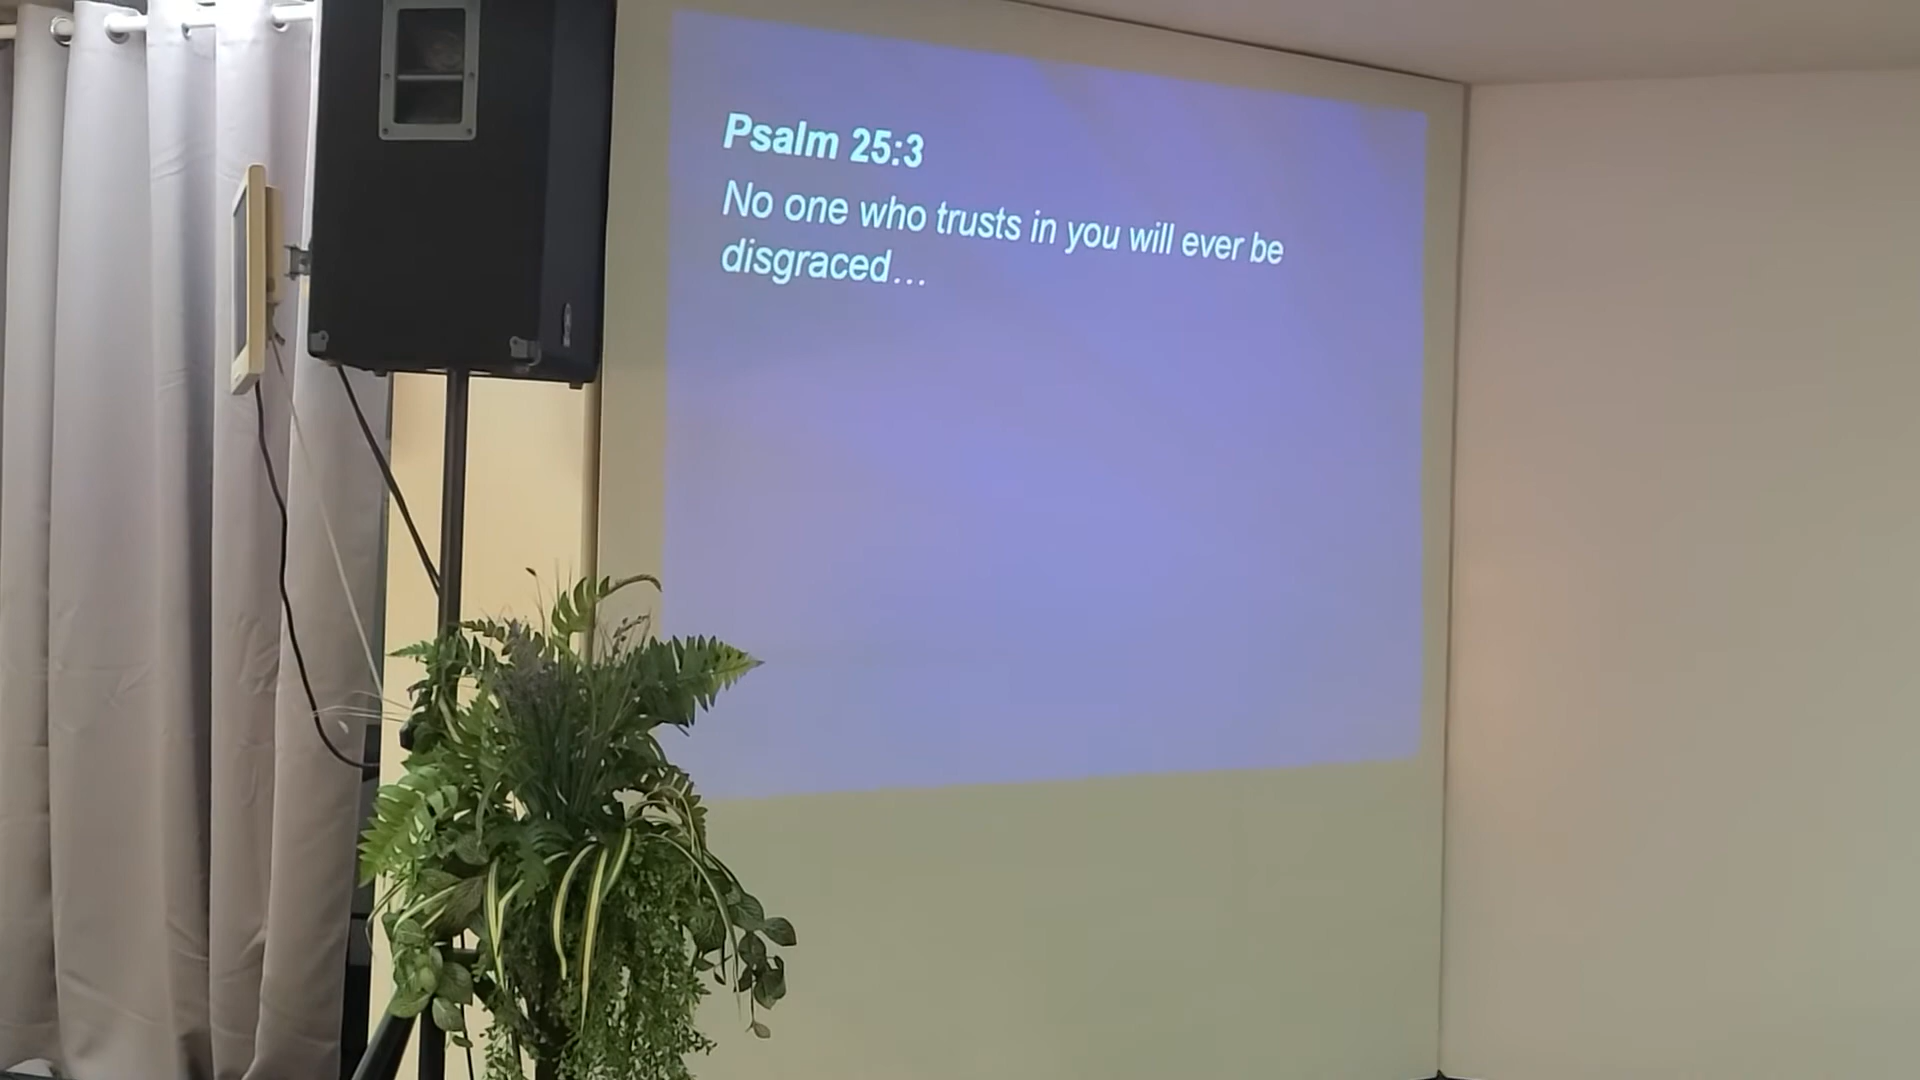 Psalm 25:3
No one who trusts in you will ever be
disgraced…